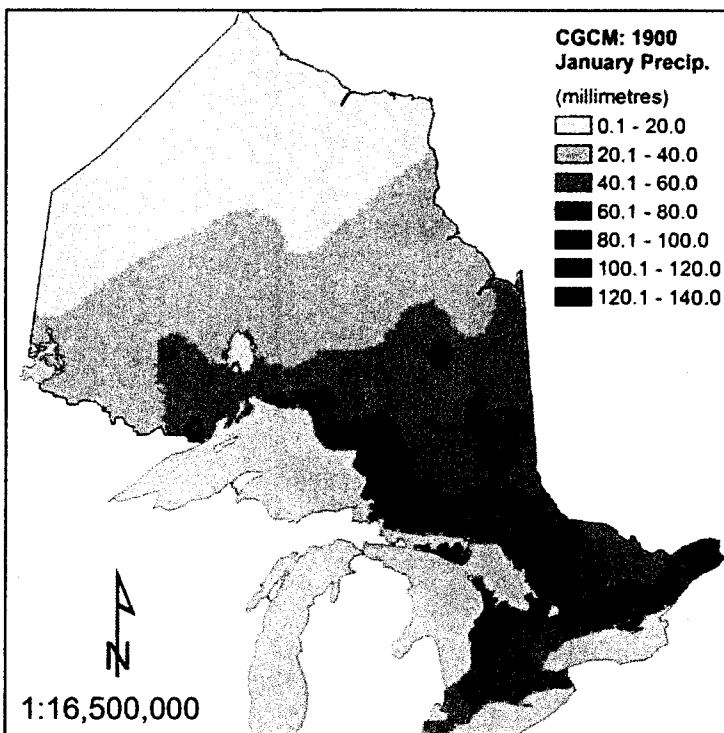 CGCM: 1900
January Precip.
(millimetres)
0.1 - 20.0
20.1 - 40.0
40.1 - 60.0
60.1 - 80.0
80.1 - 100.0
100.1 - 120.0
120.1 - 140.0
N
1:16,500,000